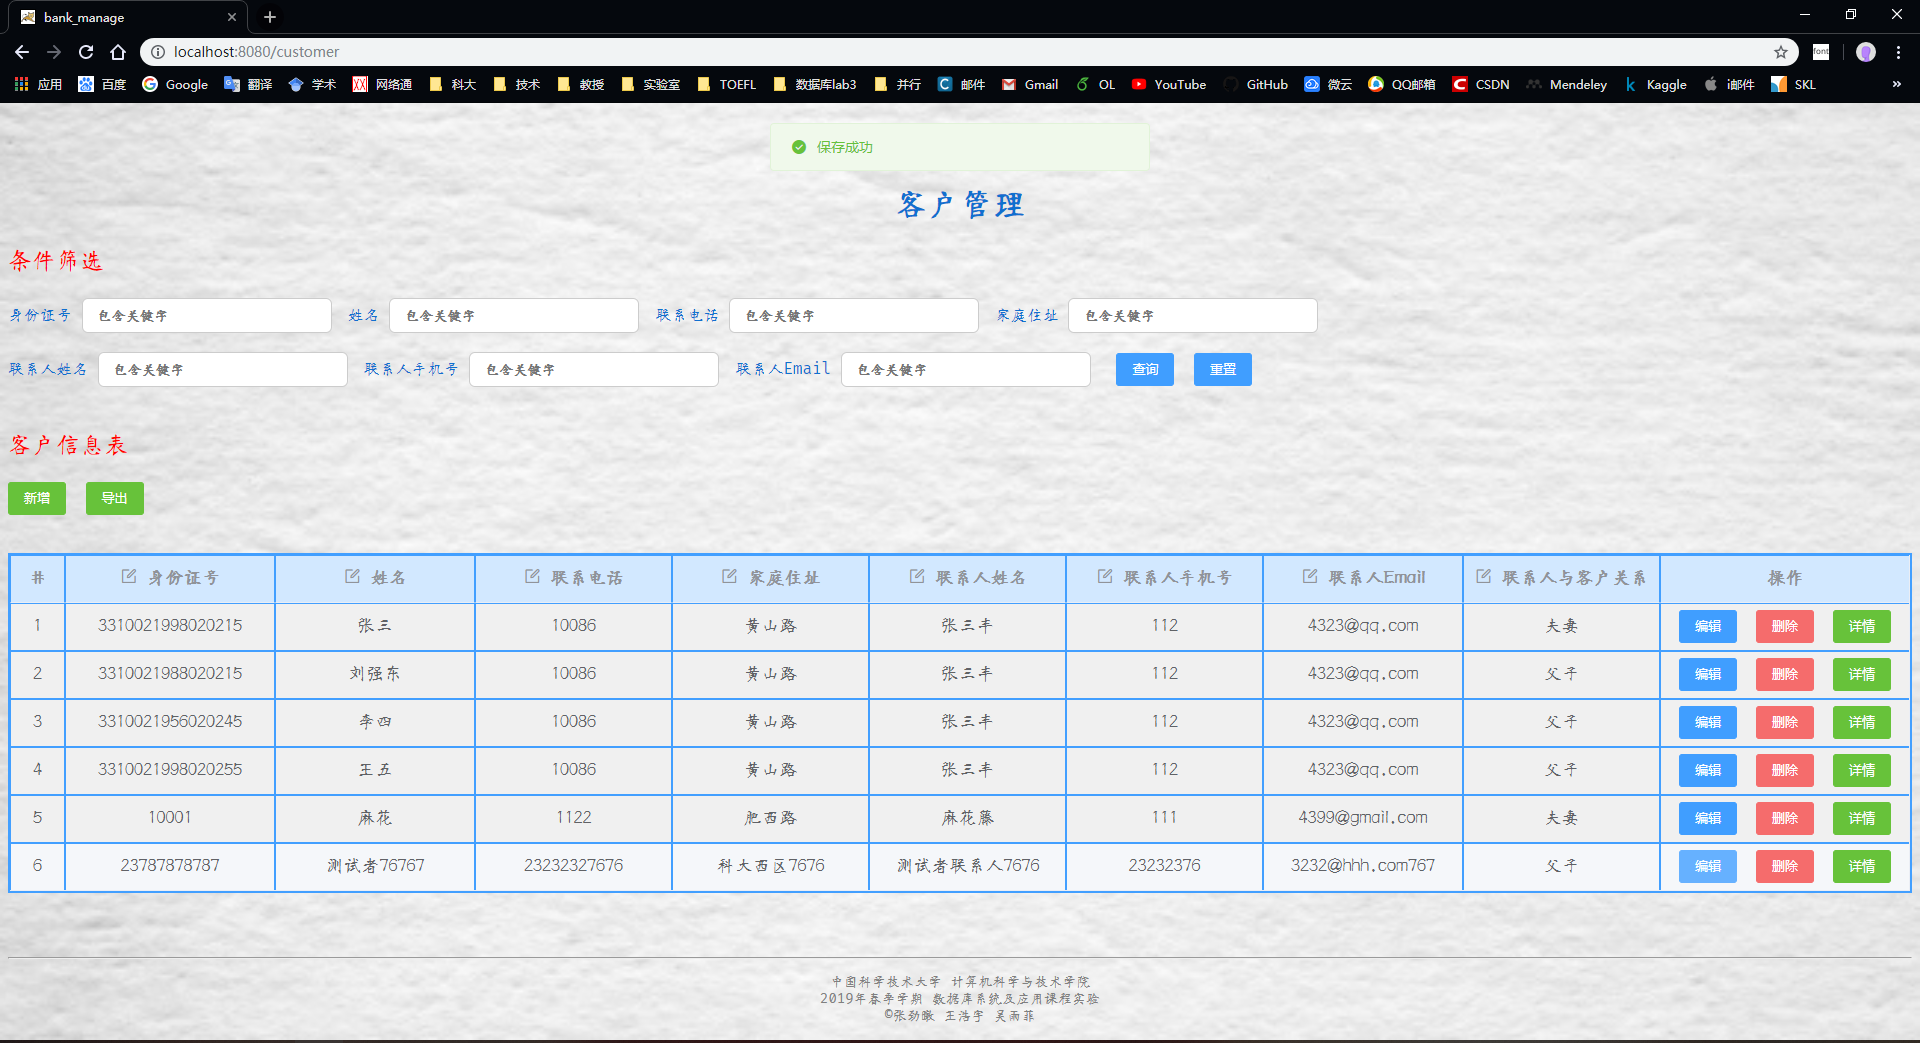 bank_manage
localhost:8080/customer
font
应用 百度 Google 翻译 学术 网络通 科大 技术 教授 实验室 TOEFL 数据库lab3 并行 邮件 Gmail OL YouTube GitHub 微云 QQ邮箱 CSDN Mendeley Kaggle i邮件 SKL »
保存成功
客户管理
条件筛选
身份证号 包含关键字 姓名 包含关键字 联系电话 包含关键字 家庭住址 包含关键字
联系人姓名 包含关键字 联系人手机号 包含关键字 联系人Email 包含关键字 查询 重置
客户信息表
新增 导出
# 身份证号 姓名 联系电话 家庭住址 联系人姓名 联系人手机号 联系人Email 联系人与客户关系 操作
1 3310021998020215 张三 10086 黄山路 张三丰 112 4323@qq.com 夫妻 编辑 删除 详情
2 3310021988020215 刘强东 10086 黄山路 张三丰 112 4323@qq.com 父子 编辑 删除 详情
3 3310021956020245 李四 10086 黄山路 张三丰 112 4323@qq.com 父子 编辑 删除 详情
4 3310021998020255 王五 10086 黄山路 张三丰 112 4323@qq.com 父子 编辑 删除 详情
5 10001 麻花 1122 肥西路 麻花藤 111 4399@gmail.com 夫妻 编辑 删除 详情
6 23787878787 测试者76767 23232327676 科大西区7676 测试者联系人7676 23232376 3232@hhh.com767 父子 编辑 删除 详情
中国科学技术大学 计算机科学与技术学院
2019年春季学期 数据库系统及应用课程实验
©张劲暾 王浩宇 吴雨菲